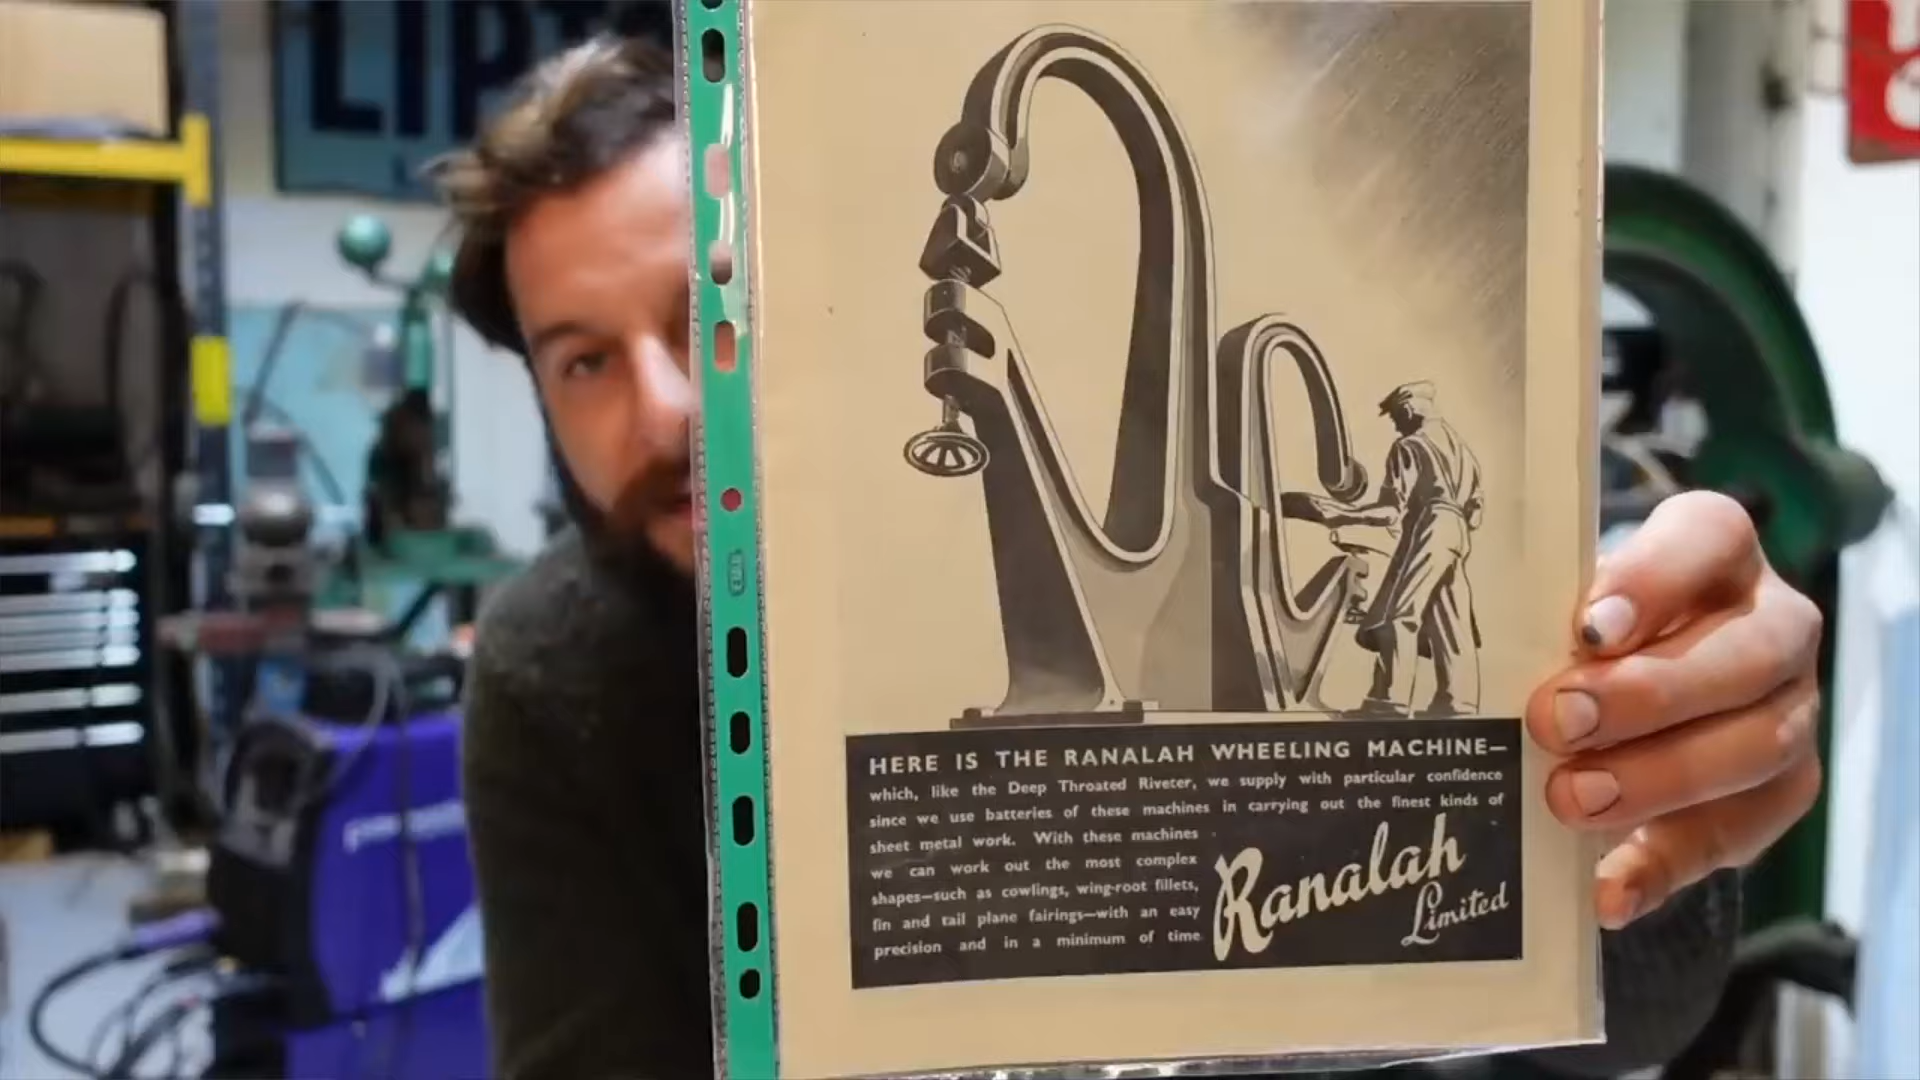 LIPT
HERE IS THE RANALAH WHEELING MACHINE—
which, like the Deep Throated Riveter, we supply with particular confidence
since we use batteries of these machines in carrying out the finest kinds of
sheet metal work. With these machines
we can work out the most complex
shapes—such as cowlings, wing-root fillets,
fin and tail plane fairings—with an easy
precision and in a minimum of time
Ranalah
Limited